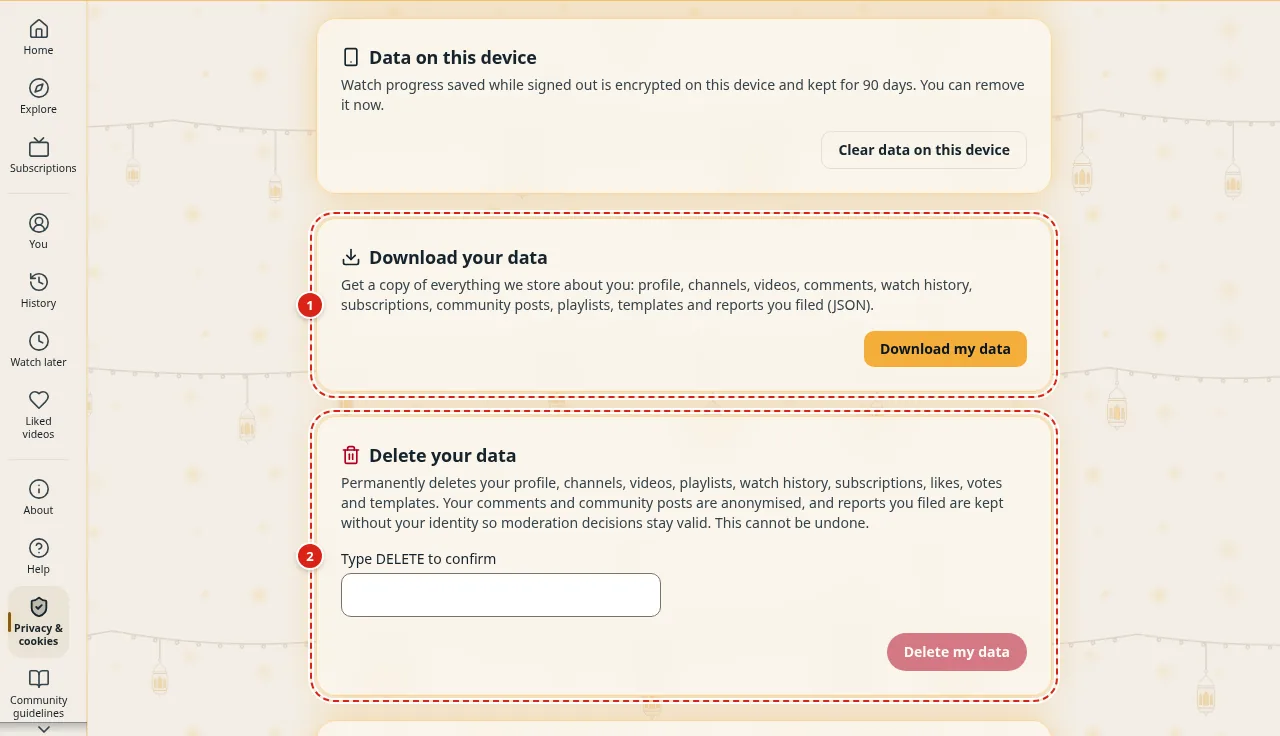 Home
Explore
Subscriptions
You
History
Watch later
Liked
videos
About
Help
Privacy &
cookies
Community
guidelines
Data on this device
Watch progress saved while signed out is encrypted on this device and kept for 90 days. You can remove
it now.
Clear data on this device
1
Download your data
Get a copy of everything we store about you: profile, channels, videos, comments, watch history,
subscriptions, community posts, playlists, templates and reports you filed (JSON).
Download my data
2
Delete your data
Permanently deletes your profile, channels, videos, playlists, watch history, subscriptions, likes, votes
and templates. Your comments and community posts are anonymised, and reports you filed are kept
without your identity so moderation decisions stay valid. This cannot be undone.
Type DELETE to confirm
Delete my data